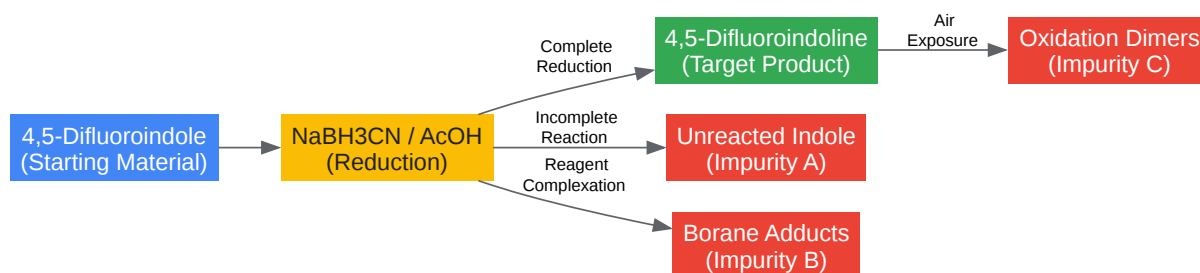 4,5-Difluoroindole
(Starting Material)
NaBH3CN / AcOH
(Reduction)
Complete
Reduction
4,5-Difluoroindoline
(Target Product)
Air
Exposure
Oxidation Dimers
(Impurity C)
Incomplete
Reaction
Unreacted Indole
(Impurity A)
Reagent
Complexation
Borane Adducts
(Impurity B)